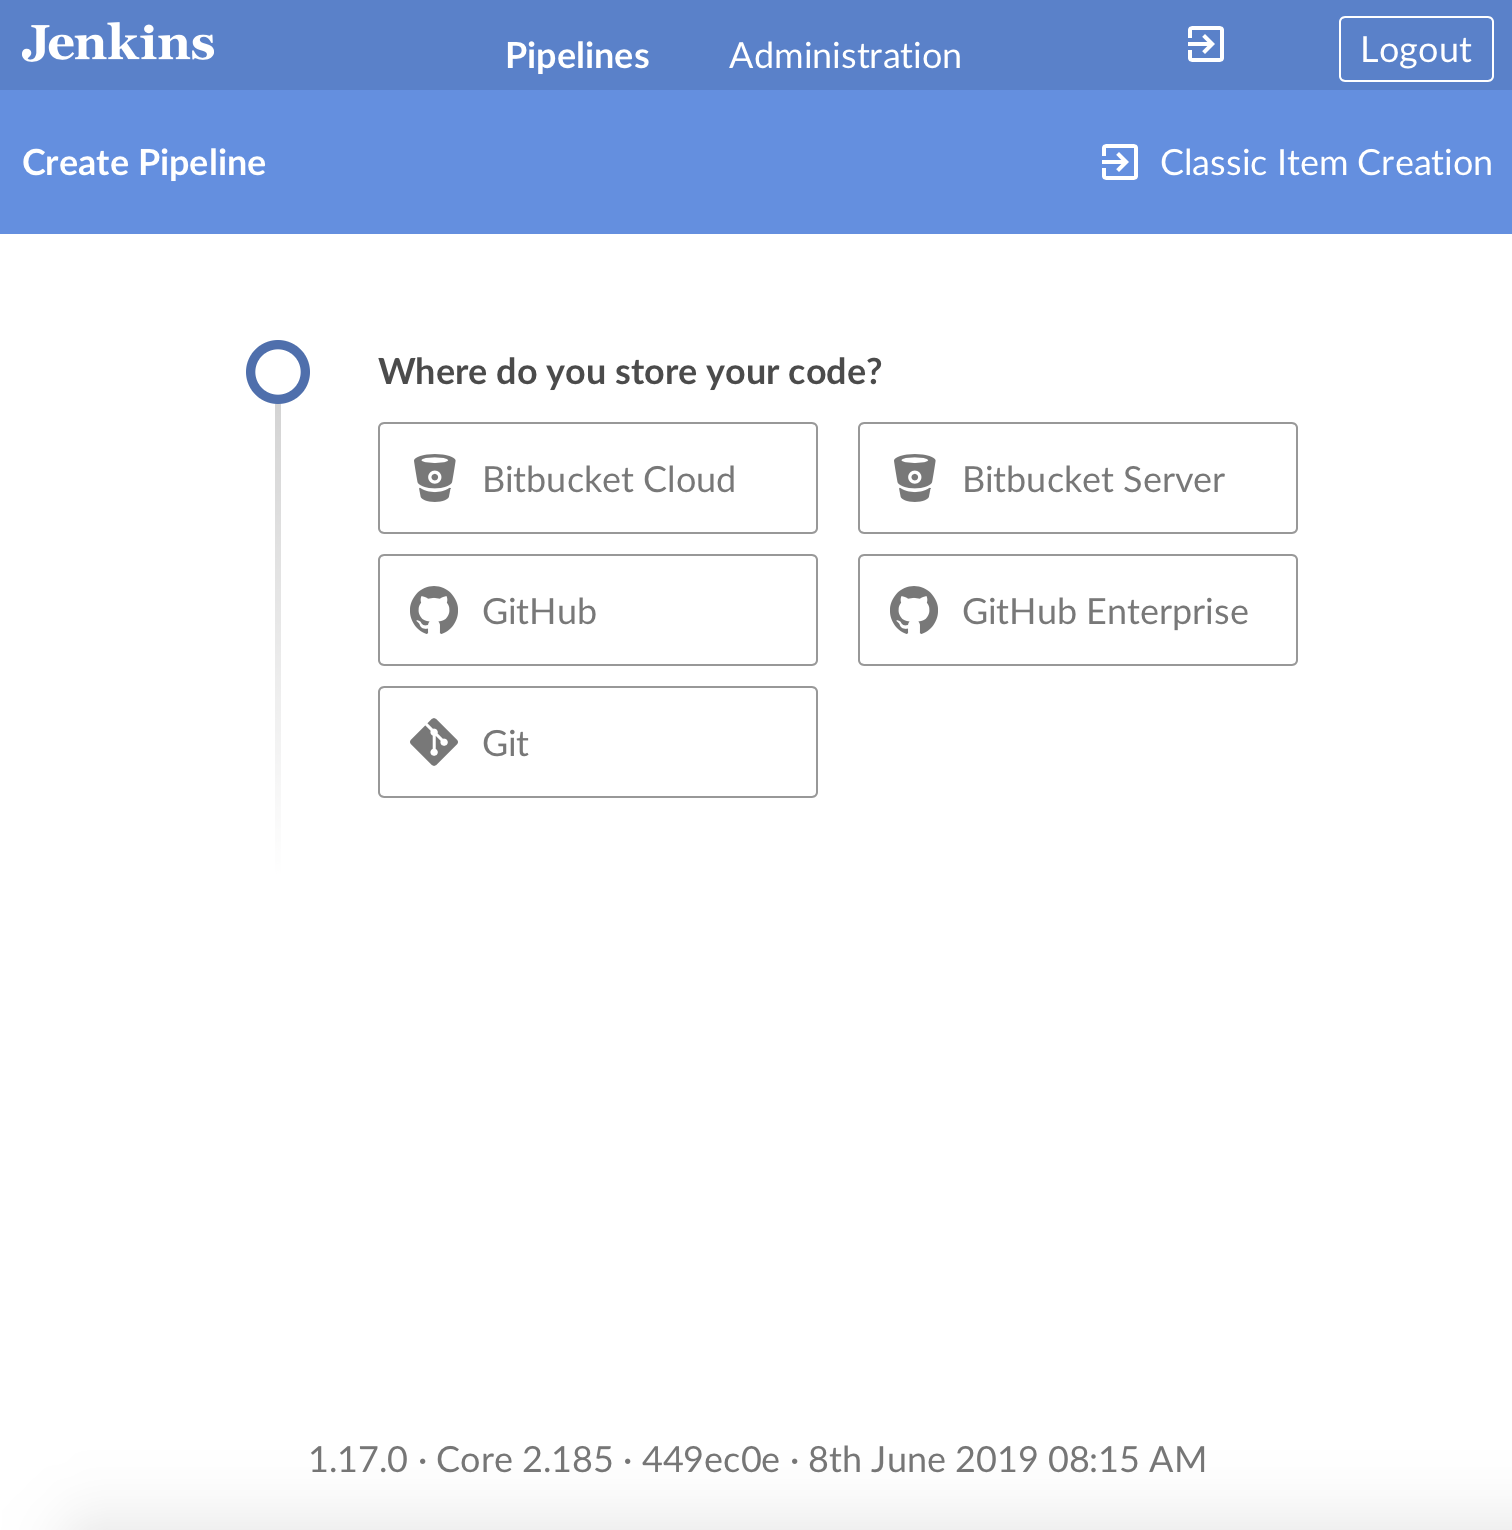 Jenkins
Pipelines
Administration
Logout
Create Pipeline
Classic Item Creation
Where do you store your code?
Bitbucket Cloud
Bitbucket Server
GitHub
GitHub Enterprise
Git
1.17.0 · Core 2.185 · 449ec0e · 8th June 2019 08:15 AM